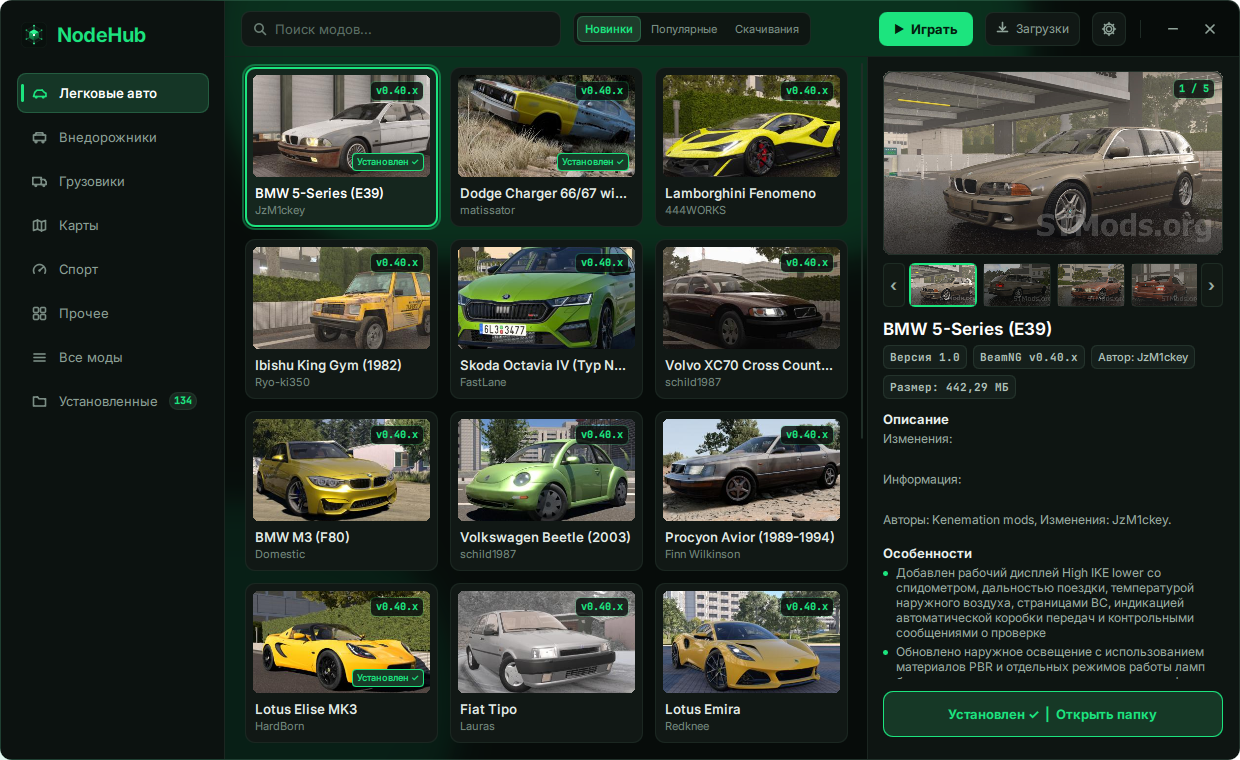 NodeHub
Поиск модов...
Новинки
Популярные
Скачивания
Играть
Загрузки
Легковые авто
Внедорожники
Грузовики
Карты
Спорт
Прочее
Все моды
Установленные 134
v0.40.x
Установлен ✓
BMW 5-Series (E39)
JzM1ckey
v0.40.x
Установлен ✓
Dodge Charger 66/67 wi...
matissator
v0.40.x
Lamborghini Fenomeno
444WORKS
v0.40.x
Ibishu King Gym (1982)
Ryo-ki350
v0.40.x
6L3 3477
Skoda Octavia IV (Typ N...
FastLane
v0.40.x
Volvo XC70 Cross Count...
schild1987
v0.40.x
BMW M3 (F80)
Domestic
v0.40.x
Volkswagen Beetle (2003)
schild1987
v0.40.x
Procyon Avior (1989-1994)
Finn Wilkinson
v0.40.x
Установлен ✓
Lotus Elise MK3
HardBorn
v0.40.x
Fiat Tipo
Lauras
v0.40.x
Lotus Emira
Redknee
1 / 5
STMods.org
BMW 5-Series (E39)
Версия 1.0
BeamNG v0.40.x
Автор: JzM1ckey
Размер: 442,29 МБ
Описание
Изменения:
Информация:
Авторы: Kenemation mods, Изменения: JzM1ckey.
Особенности
Добавлен рабочий дисплей High IKE lower со
спидометром, дальностью поездки, температурой
наружного воздуха, страницами BC, индикацией
автоматической коробки передач и контрольными
сообщениями о проверке
Обновлено наружное освещение с использованием
материалов PBR и отдельных режимов работы ламп
Установлен ✓ | Открыть папку